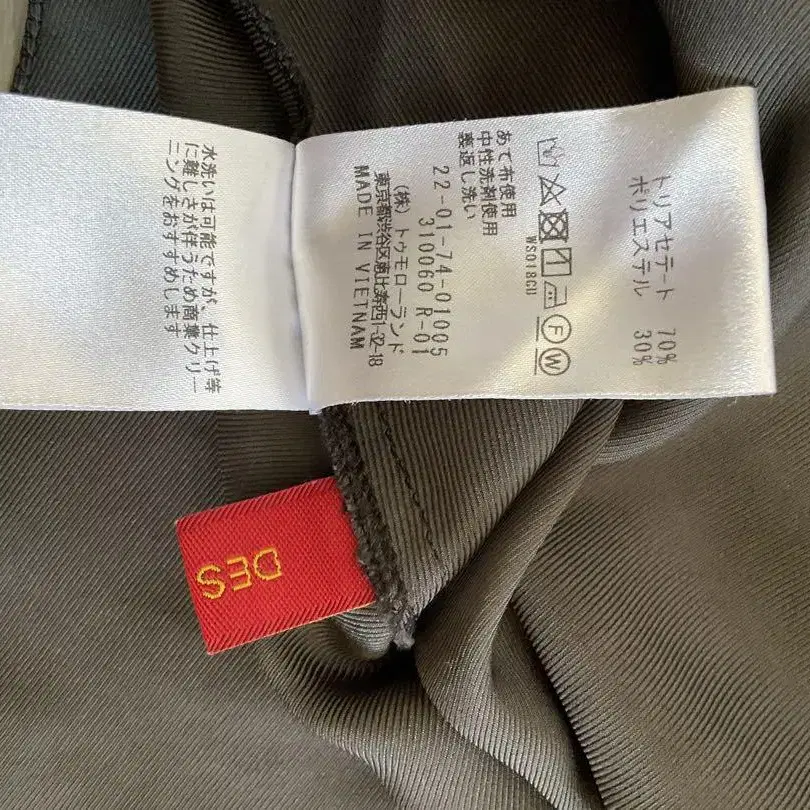 トリアセテート 70%
ポリエステル 30%
WS018GU
あて布使用
中性洗剤使用
裏返し洗い
22-01-74-01005
310060 R-01
(株)トゥモローランド
東京都渋谷区恵比寿西1-32-18
MADE IN VIETNAM
水洗いは可能ですが、仕上げ等
に難しさが伴うため商業クリー
ニングをおすすめします
DES